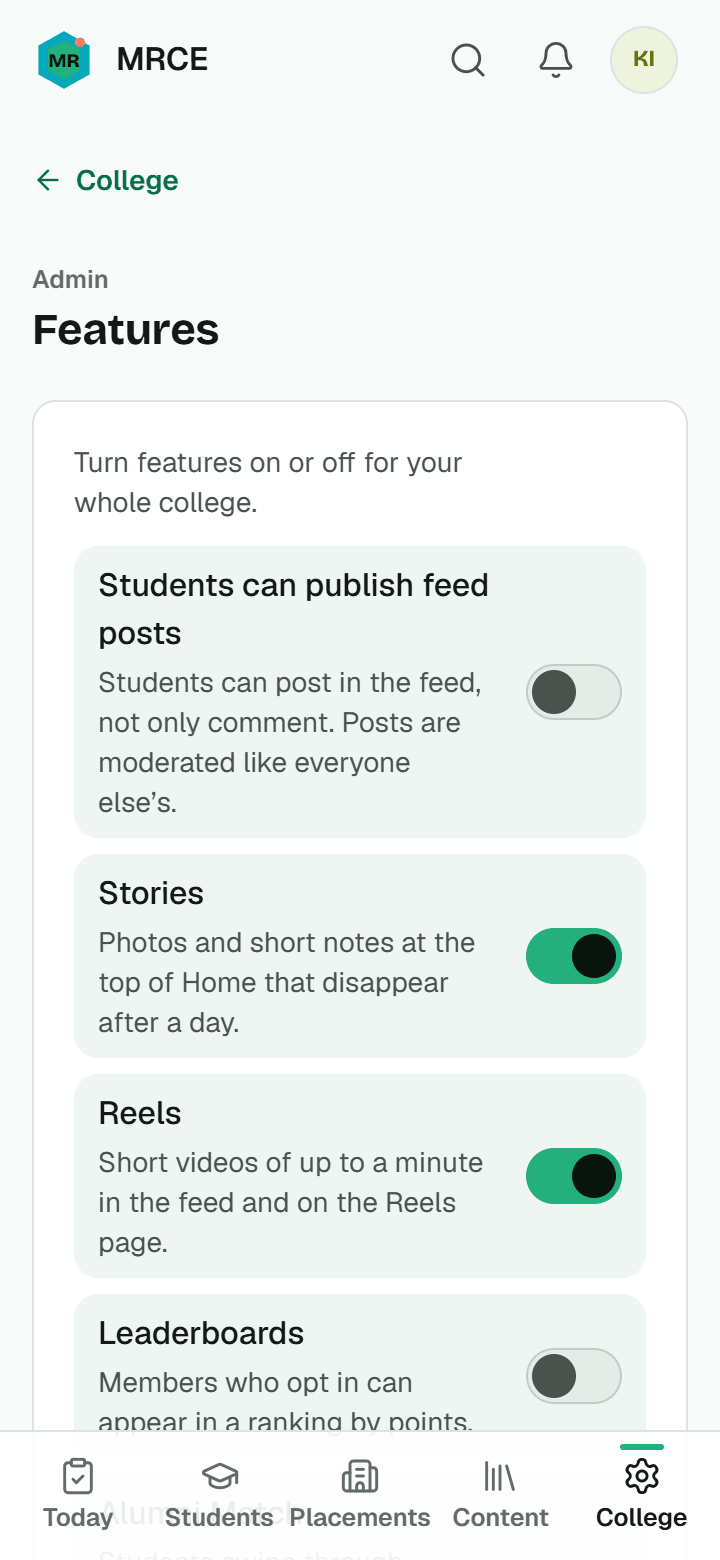 MR
MRCE
KI
College
Admin
Features
Turn features on or off for your
whole college.
Students can publish feed
posts
Students can post in the feed,
not only comment. Posts are
moderated like everyone
else’s.
Stories
Photos and short notes at the
top of Home that disappear
after a day.
Reels
Short videos of up to a minute
in the feed and on the Reels
page.
Leaderboards
Members who opt in can
appear in a ranking by points.
Today
Students
Placements
Content
College
Students swipe through